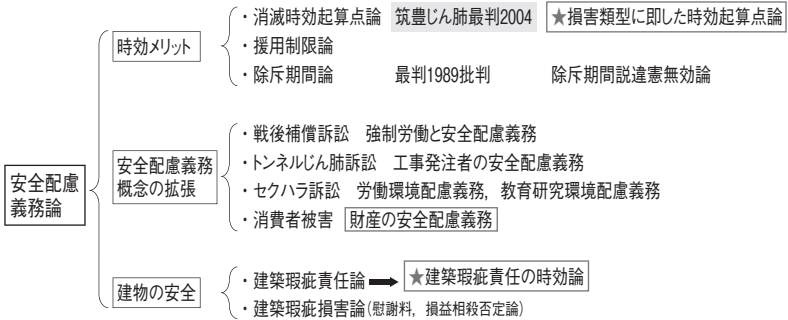 安全配慮
義務論
時効メリット
・消滅時効起算点論 筑豊じん肺最判2004 ★損害類型に即した時効起算点論
・援用制限論
・除斥期間論 最判1989批判 除斥期間説違憲無効論
安全配慮義務
概念の拡張
・戦後補償訴訟 強制労働と安全配慮義務
・トンネルじん肺訴訟 工事発注者の安全配慮義務
・セクハラ訴訟 労働環境配慮義務，教育研究環境配慮義務
・消費者被害 財産の安全配慮義務
建物の安全
・建築瑕疵責任論 ➡ ★建築瑕疵責任の時効論
・建築瑕疵損害論（慰謝料，損益相殺否定論）